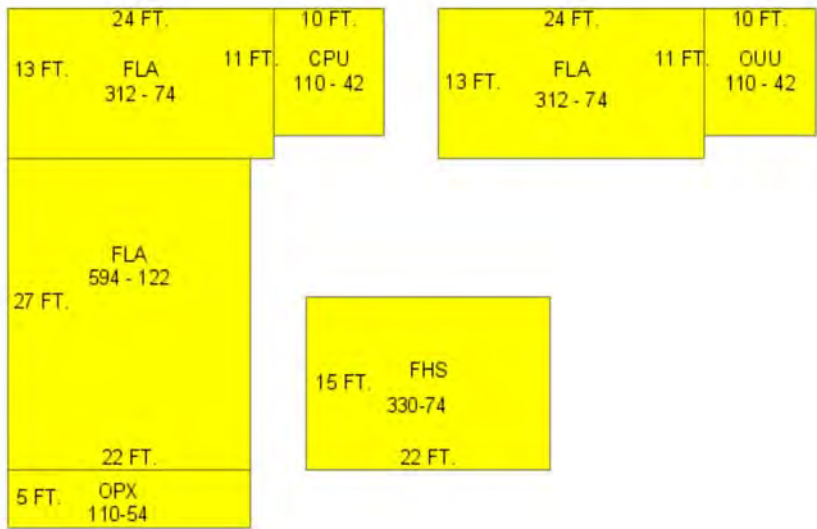 24 FT.
10 FT.
13 FT.
FLA
312 - 74
11 FT.
CPU
110 - 42
24 FT.
10 FT.
13 FT.
FLA
312 - 74
11 FT.
OUU
110 - 42
FLA
594 - 122
27 FT.
22 FT.
15 FT.
FHS
330-74
22 FT.
5 FT.
OPX
110-54